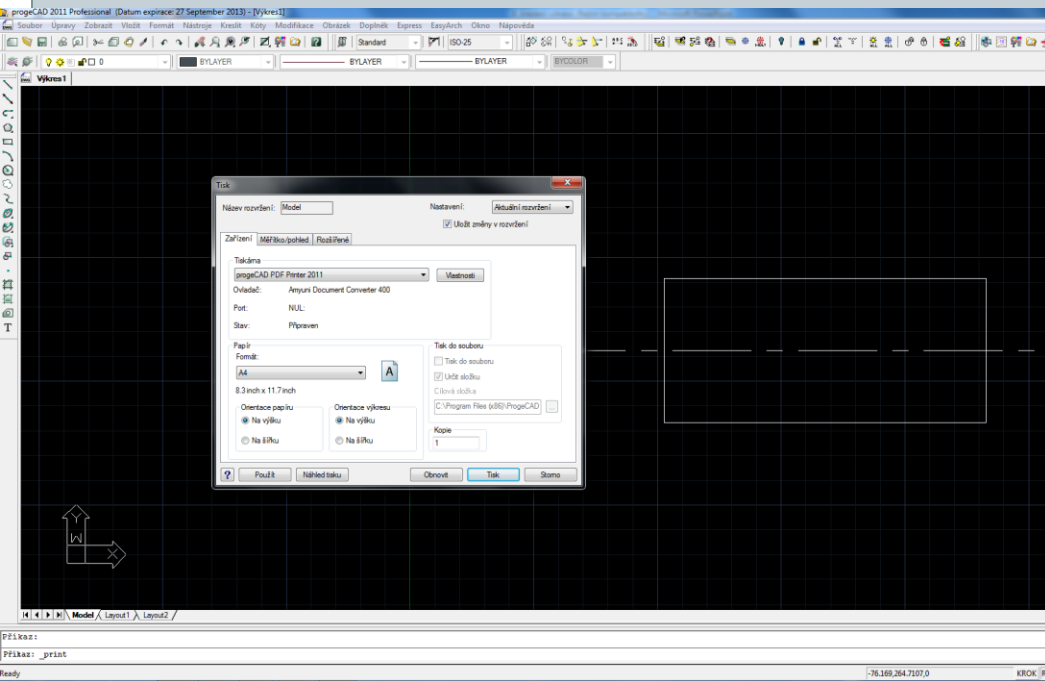 progeCAD 2011 Professional (Datum expirace: 27 September 2013) - [Výkres1]
Soubor Úpravy Zobrazit Vložit Formát Nástroje Kreslit Kóty Modifikace Obrázek Doplněk Express EasyArch Okno Nápověda
Standard ISO-25
0 BYLAYER BYLAYER BYLAYER BYCOLOR
Výkres1
Tisk
Název rozvržení: Model Nastavení: Aktuální rozvržení
Uložit změny v rozvržení
Zařízení Měřítko/pohled Rozšířené
Tiskárna
progeCAD PDF Printer 2011 Vlastnosti
Ovladač: Amyuni Document Converter 400
Port: NUL:
Stav: Připraven
Papír Tisk do souboru
Formát: Tisk do souboru
A4 A Určit složku
8.3 inch x 11.7 inch Cílová složka
Orientace papíru Orientace výkresu C:\Program Files (x86)\ProgeCAD ...
Na výšku Na výšku Kopie
Na šířku Na šířku 1
? Použít Náhled tisku Obnovit Tisk Storno
Y
W
X
T
Model Layout1 Layout2
Příkaz:
Příkaz: _print
Ready -76.169,264.7107,0 KROK